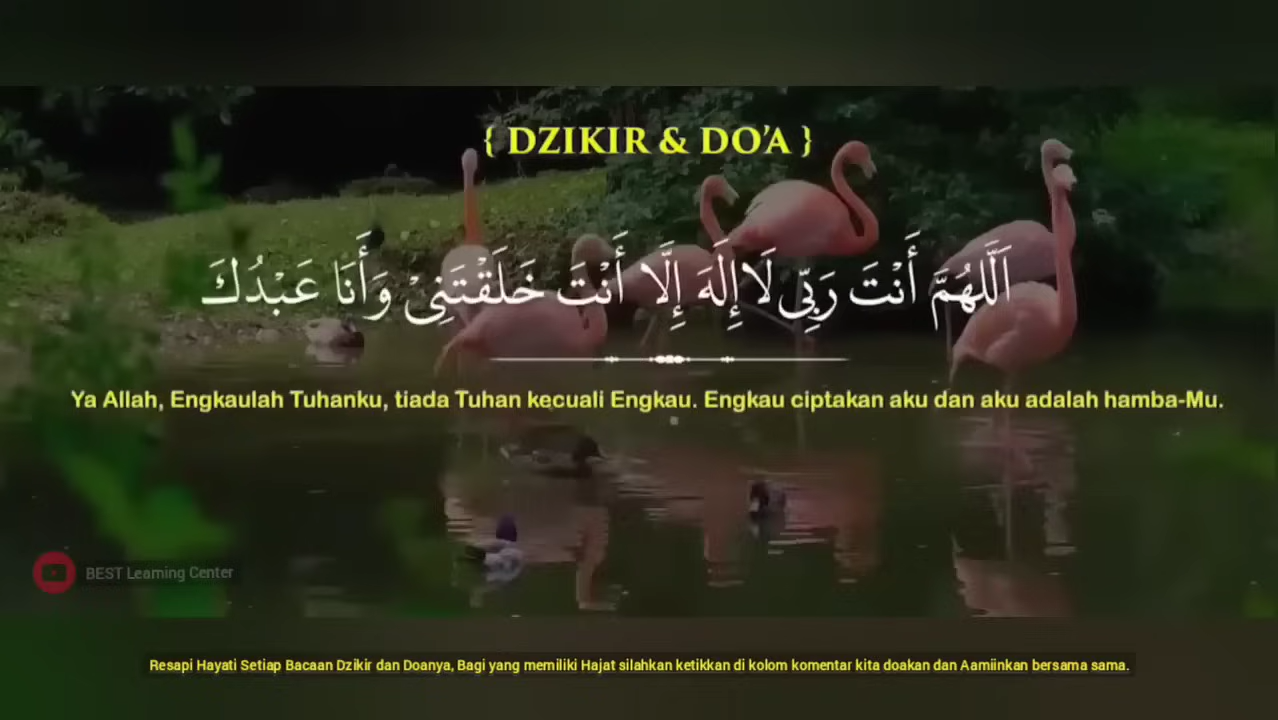 { DZIKIR & DO’A }
اَللّٰهُمَّ أَنْتَ رَبِّيْ لَا إِلَهَ إِلَّا أَنْتَ خَلَقْتَنِيْ وَأَنَا عَبْدُكَ
Ya Allah, Engkaulah Tuhanku, tiada Tuhan kecuali Engkau. Engkau ciptakan aku dan aku adalah hamba-Mu.
BEST Learning Center
Resapi Hayati Setiap Bacaan Dzikir dan Doanya, Bagi yang memiliki Hajat silahkan ketikkan di kolom komentar kita doakan dan Aamiinkan bersama sama.